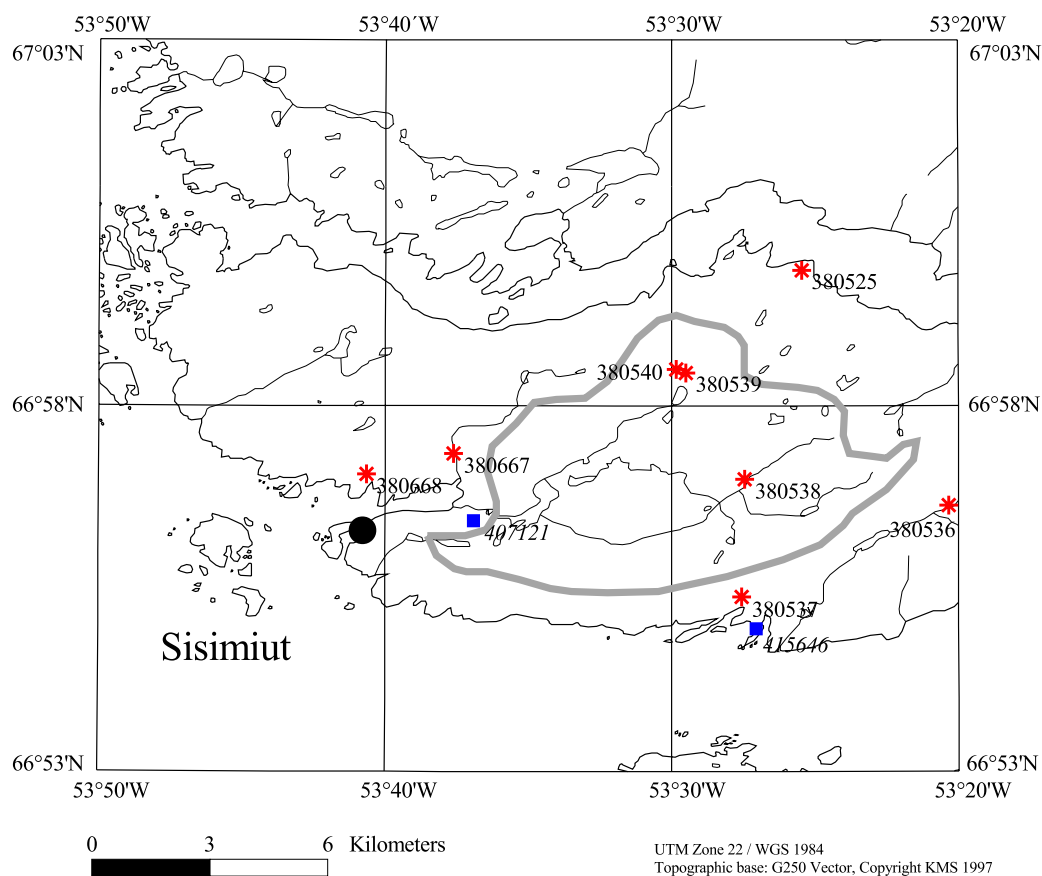 53°50'W 53°40'W 53°30'W 53°20'W
67°03'N 67°03'N
380525
380540 380539
66°58'N 66°58'N
380667
380668 380538
407121 380536
380537
Sisimiut 415646
66°53'N 66°53'N
53°50'W 53°40'W 53°30'W 53°20'W
0 3 6 Kilometers
UTM Zone 22 / WGS 1984
Topographic base: G250 Vector, Copyright KMS 1997